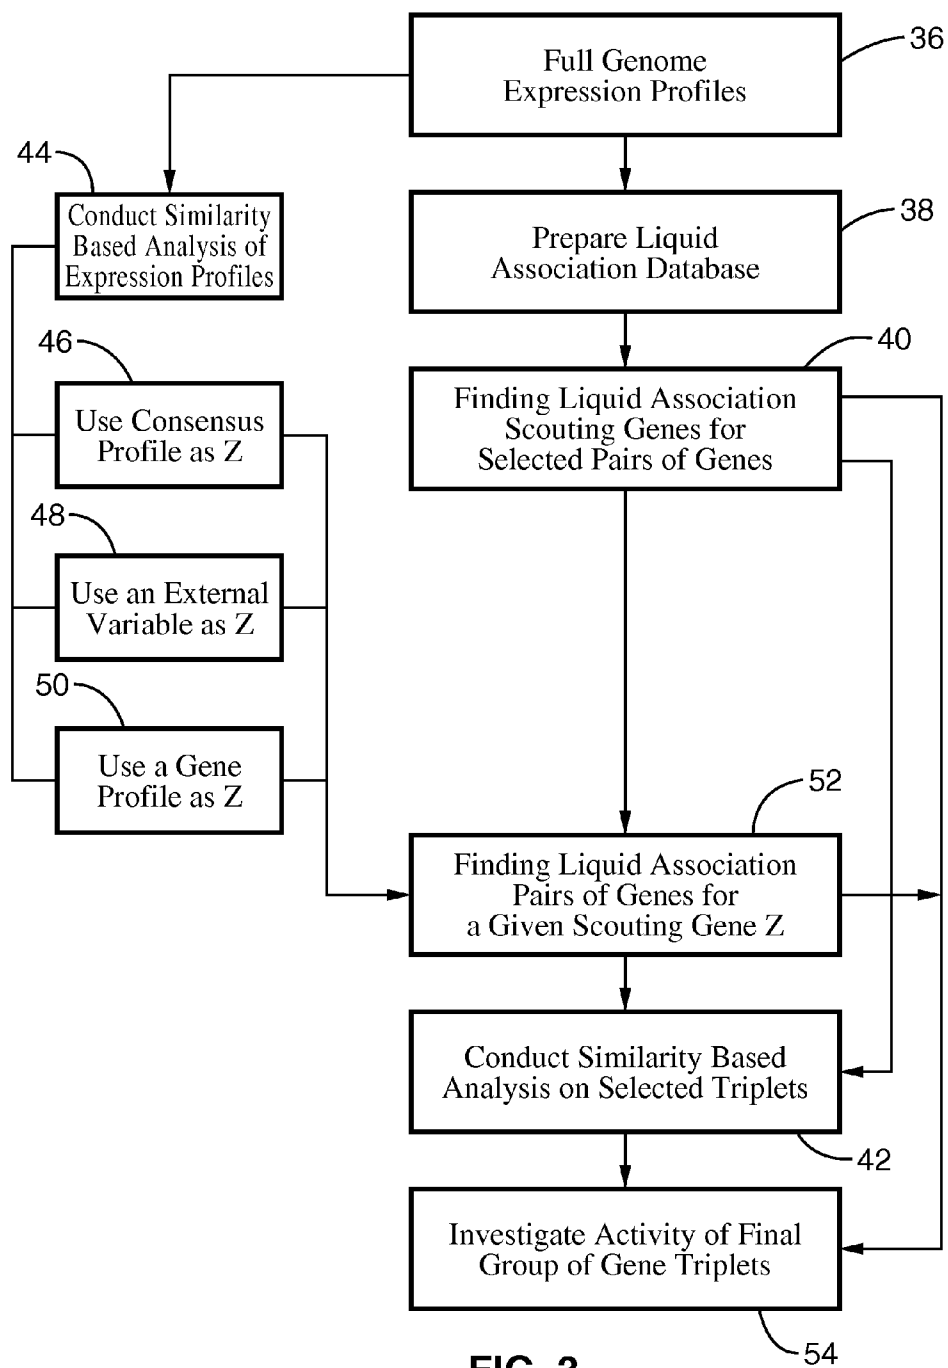 36
Full Genome
Expression Profiles
44
Conduct Similarity
Based Analysis of
Expression Profiles
38
Prepare Liquid
Association Database
46
Use Consensus
Profile as Z
40
Finding Liquid Association
Scouting Genes for
Selected Pairs of Genes
48
Use an External
Variable as Z
50
Use a Gene
Profile as Z
52
Finding Liquid Association
Pairs of Genes for
a Given Scouting Gene Z
Conduct Similarity Based
Analysis on Selected Triplets
42
Investigate Activity of Final
Group of Gene Triplets
54